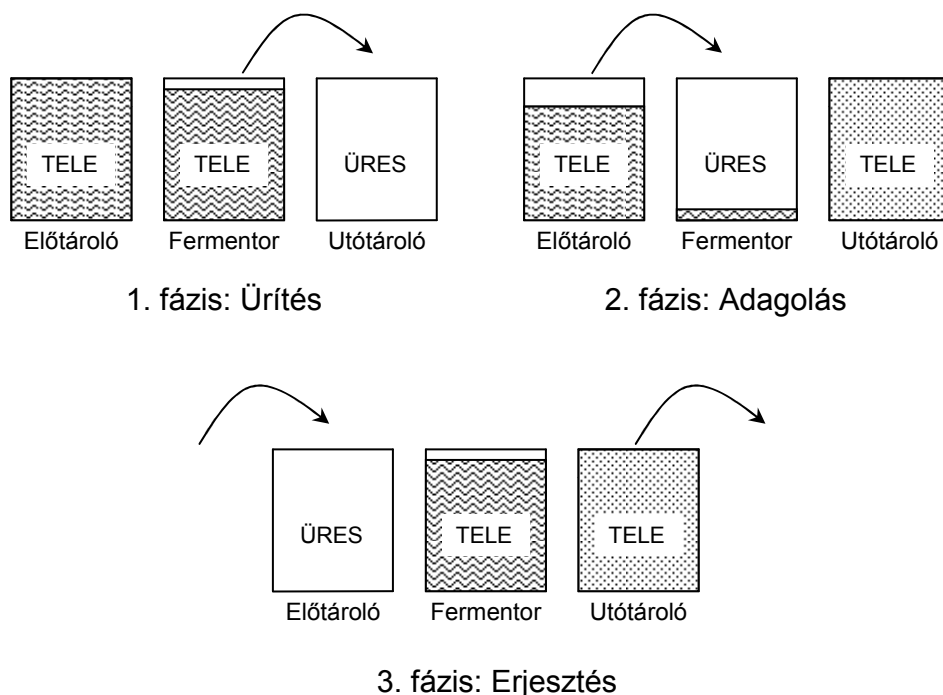 TELE TELE ÜRES
Előtároló Fermentor Utótároló
1. fázis: Ürítés
TELE ÜRES TELE
Előtároló Fermentor Utótároló
2. fázis: Adagolás
ÜRES TELE TELE
Előtároló Fermentor Utótároló
3. fázis: Erjesztés